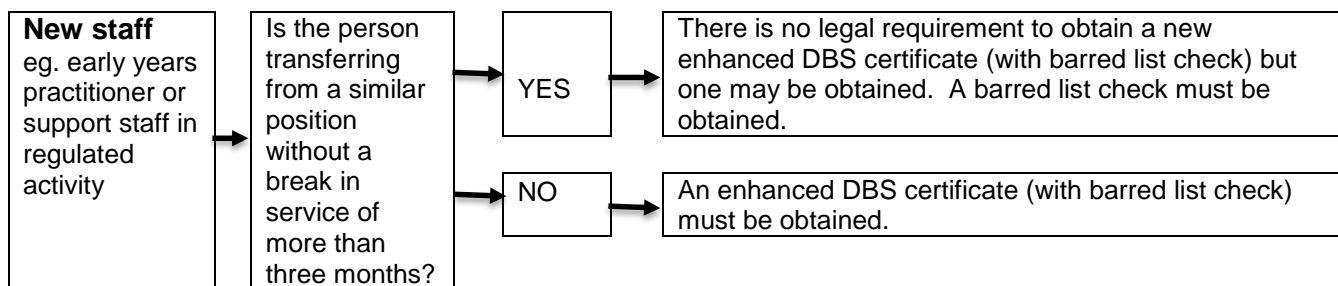 New staff
eg. early years
practitioner or
support staff in
regulated
activity
Is the person
transferring
from a similar
position
without a
break in
service of
more than
three months?
YES
There is no legal requirement to obtain a new
enhanced DBS certificate (with barred list check) but
one may be obtained.  A barred list check must be
obtained.
NO
An enhanced DBS certificate (with barred list check)
must be obtained.